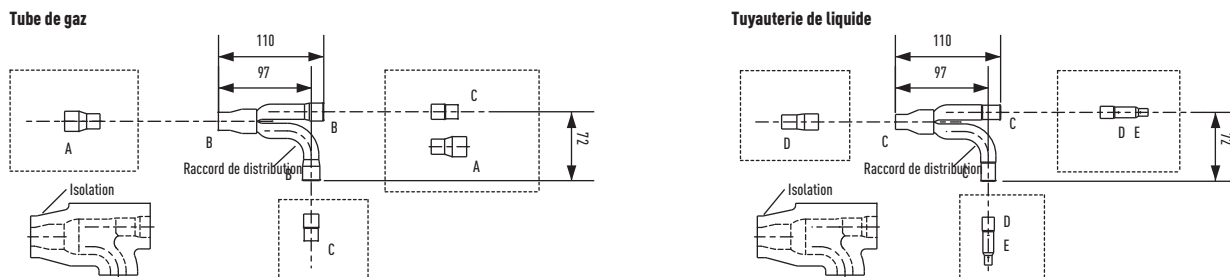 Tube de gaz
110
97
A
B
B
C
A
72
Raccord de distribution
B
Isolation
C
Tuyauterie de liquide
110
97
D
C
C
D E
72
Raccord de distribution
C
Isolation
D
E